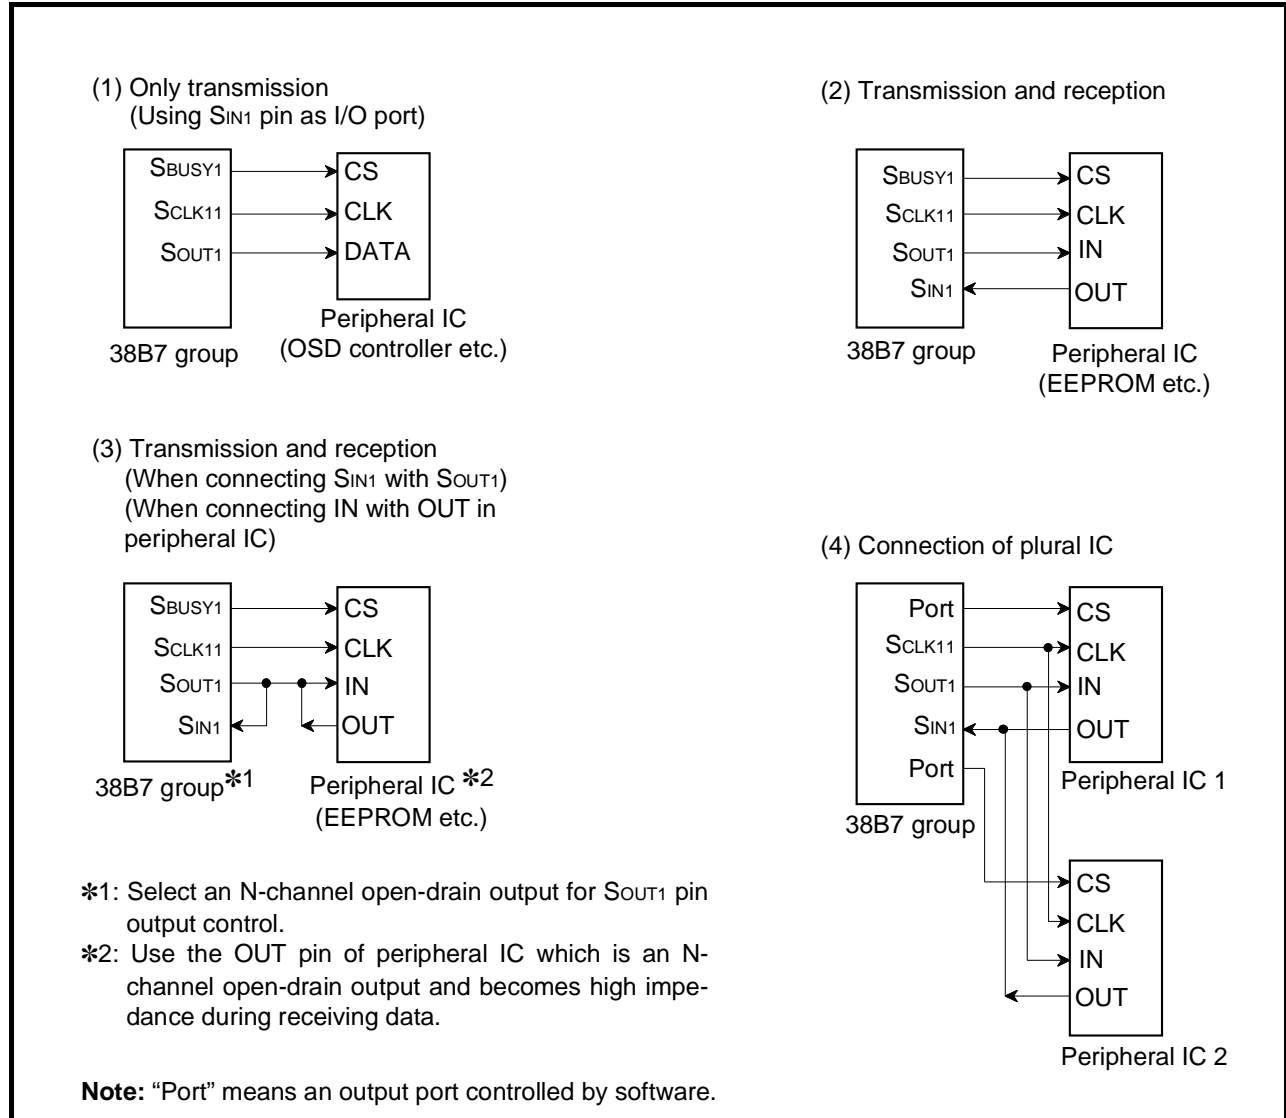 (1) Only transmission
(Using SIN1 pin as I/O port)
SBUSY1
SCLK11
SOUT1
CS
CLK
DATA
38B7 group
Peripheral IC
(OSD controller etc.)
(2) Transmission and reception
SBUSY1
SCLK11
SOUT1
SIN1
CS
CLK
IN
OUT
38B7 group
Peripheral IC
(EEPROM etc.)
(3) Transmission and reception
(When connecting SIN1 with SOUT1)
(When connecting IN with OUT in
peripheral IC)
SBUSY1
SCLK11
SOUT1
SIN1
CS
CLK
IN
OUT
38B7 group✽1
Peripheral IC ✽2
(EEPROM etc.)
(4) Connection of plural IC
Port
SCLK11
SOUT1
SIN1
Port
CS
CLK
IN
OUT
Peripheral IC 1
38B7 group
CS
CLK
IN
OUT
Peripheral IC 2
✽1: Select an N-channel open-drain output for SOUT1 pin
output control.
✽2: Use the OUT pin of peripheral IC which is an N-
channel open-drain output and becomes high impe-
dance during receiving data.
Note: “Port” means an output port controlled by software.